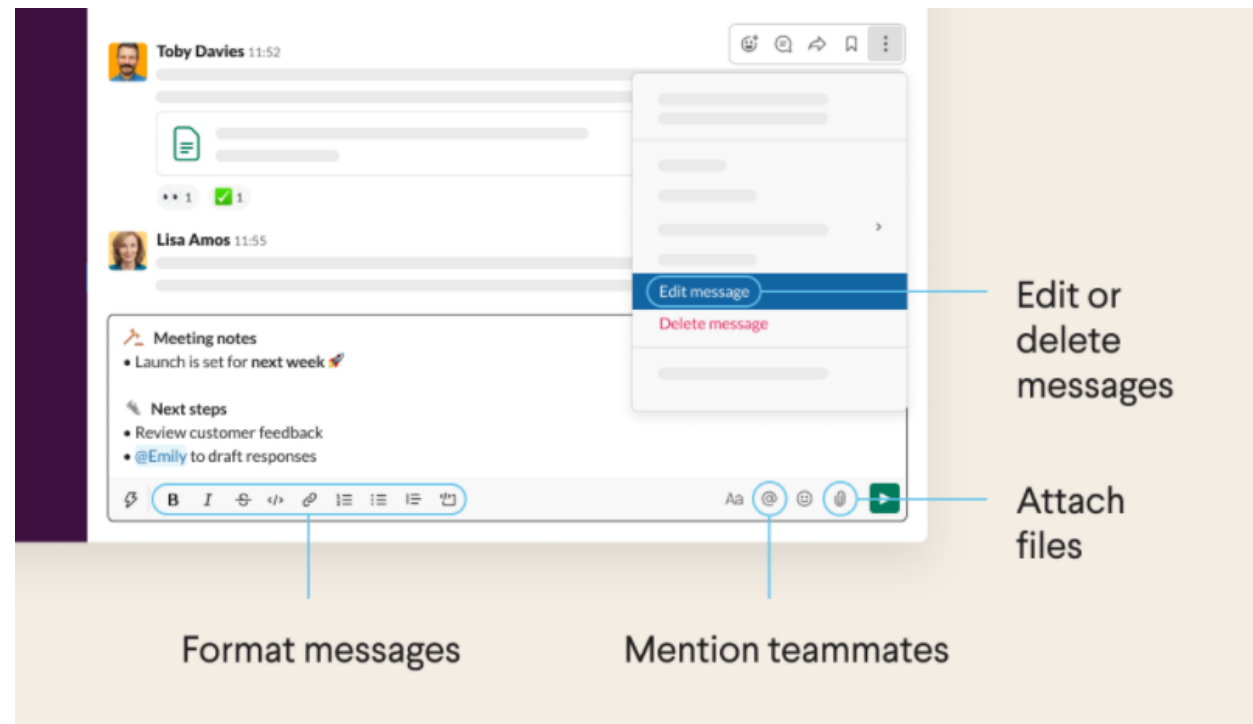 Toby Davies 11:52
1 1
Lisa Amos 11:55
Edit message
Delete message
Meeting notes
• Launch is set for next week 🚀
Next steps
• Review customer feedback
• @Emily to draft responses
B I S </> Aa @
Edit or
delete
messages
Attach
files
Format messages
Mention teammates